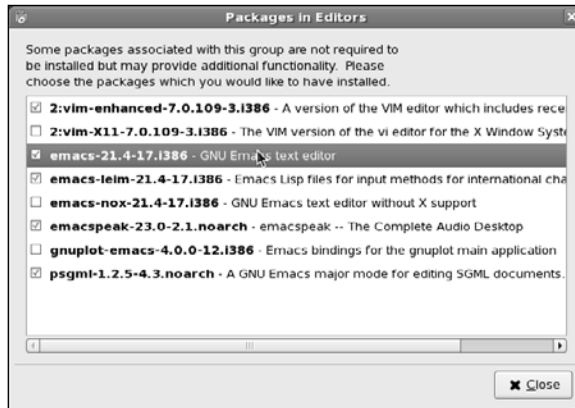 Packages in Editors
Some packages associated with this group are not required to
be installed but may provide additional functionality. Please
choose the packages which you would like to have installed.
2:vim-enhanced-7.0.109-3.i386 - A version of the VIM editor which includes rece
2:vim-X11-7.0.109-3.i386 - The VIM version of the vi editor for the X Window Syst
emacs-21.4-17.i386 - GNU Emacs text editor
emacs-leim-21.4-17.i386 - Emacs Lisp files for input methods for international cha
emacs-nox-21.4-17.i386 - GNU Emacs text editor without X support
emacspeak-23.0-2.1.noarch - emacspeak -- The Complete Audio Desktop
gnuplot-emacs-4.0.0-12.i386 - Emacs bindings for the gnuplot main application
psgml-1.2.5-4.3.noarch - A GNU Emacs major mode for editing SGML documents.
Close